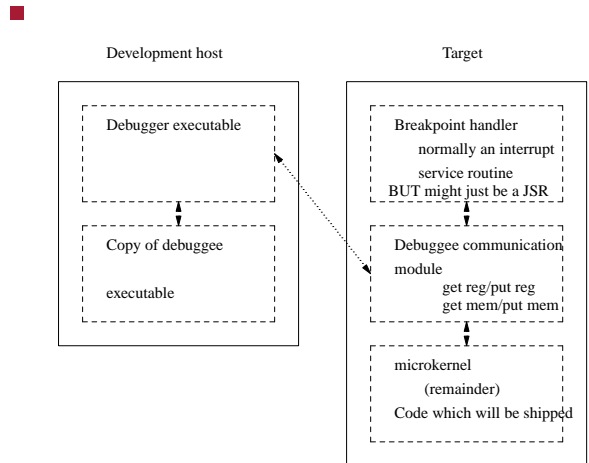 Development host
Target
Debugger executable
Copy of debuggee
executable
Breakpoint handler
normally an interrupt
service routine
BUT might just be a JSR
Debuggee communication
module
get reg/put reg
get mem/put mem
microkernel
(remainder)
Code which will be shipped